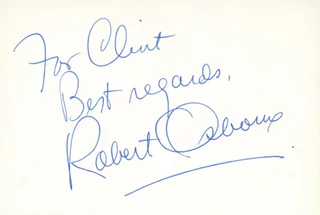 For Clint
Best regards,
Robert Osborne